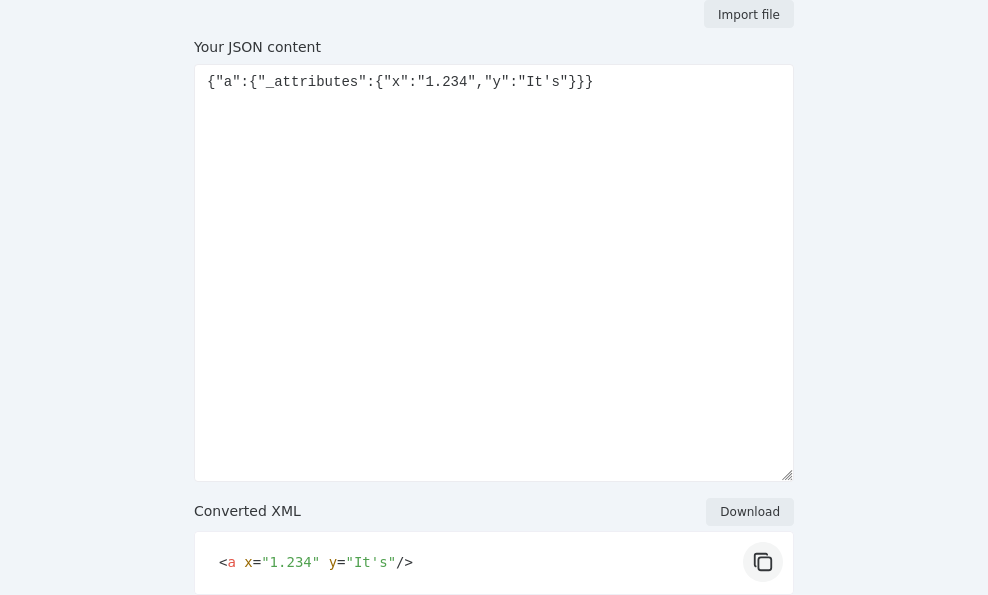 Import file
Your JSON content
{"a":{"_attributes":{"x":"1.234","y":"It's"}}}
Converted XML
Download
<a x="1.234" y="It's"/>